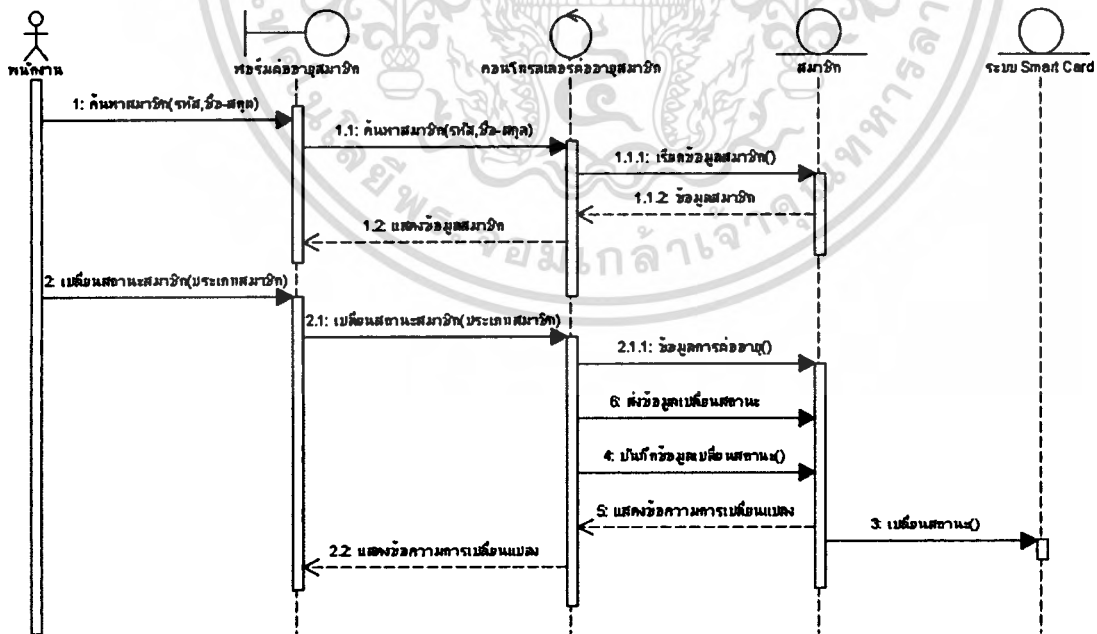 พนักงาน
ฟอร์มต่ออายุสมาชิก
คอนโทรลเลอร์ต่ออายุสมาชิก
สมาชิก
ระบบ Smart Card
1: ค้นหาสมาชิก(รหัส,ชื่อ-สกุล)
1.1: ค้นหาสมาชิก(รหัส,ชื่อ-สกุล)
1.1.1: เรียกข้อมูลสมาชิก()
1.1.2: ข้อมูลสมาชิก
1.2: แสดงข้อมูลสมาชิก
2: เปลี่ยนสถานะสมาชิก(ประเภทสมาชิก)
2.1: เปลี่ยนสถานะสมาชิก(ประเภทสมาชิก)
2.1.1: ข้อมูลการต่ออายุ()
6: ส่งข้อมูลเปลี่ยนสถานะ
4: บันทึกข้อมูลเปลี่ยนสถานะ()
5: แสดงข้อความการเปลี่ยนแปลง
3: เปลี่ยนสถานะ()
2.2: แสดงข้อความการเปลี่ยนแปลง